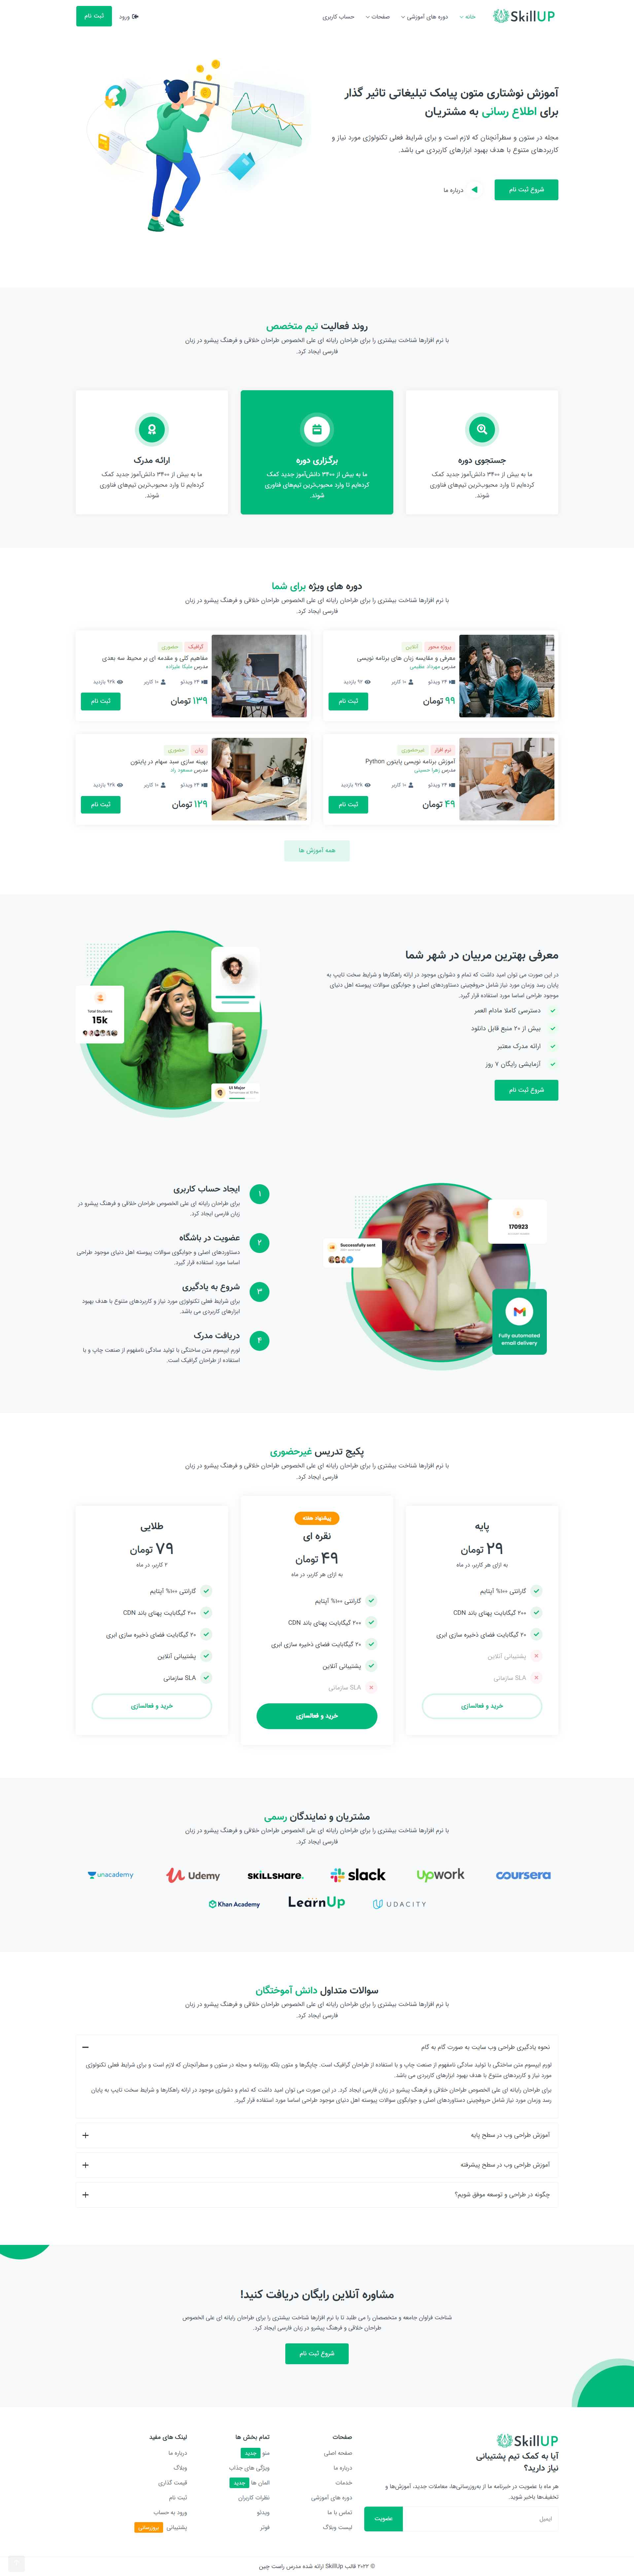 SkillUP
خانه
دوره های آموزشی
صفحات
حساب کاربری
ورود
ثبت نام
آموزش نوشتاری متون پیامک تبلیغاتی تاثیر گذار
برای اطلاع رسانی به مشتریان
مجله در ستون و سطرآنچنان که لازم است و برای شرایط فعلی تکنولوژی مورد نیاز و
کاربردهای متنوع با هدف بهبود ابزارهای کاربردی می باشد.
شروع ثبت نام
درباره ما
روند فعالیت تیم متخصص
با نرم افزارها شناخت بیشتری را برای طراحان رایانه ای علی الخصوص طراحان خلاقی و فرهنگ پیشرو در زبان
فارسی ایجاد کرد.
جستجوی دوره
ما به بیش از ۳۴۰۰ دانش‌آموز جدید کمک
کرده‌ایم تا وارد محبوب‌ترین تیم‌های فناوری
شوند.
برگزاری دوره
ما به بیش از ۳۴۰۰ دانش‌آموز جدید کمک
کرده‌ایم تا وارد محبوب‌ترین تیم‌های فناوری
شوند.
ارائه مدرک
ما به بیش از ۳۴۰۰ دانش‌آموز جدید کمک
کرده‌ایم تا وارد محبوب‌ترین تیم‌های فناوری
شوند.
دوره های ویژه برای شما
با نرم افزارها شناخت بیشتری را برای طراحان رایانه ای علی الخصوص طراحان خلاقی و فرهنگ پیشرو در زبان
فارسی ایجاد کرد.
پروژه محور
آنلاین
معرفی و مقایسه زبان های برنامه نویسی
مدرس مهرداد عظیمی
۲۴ ویدئو
۱۰ کاربر
۹۲ بازدید
۹۹ تومان
ثبت نام
گرافیک
حضوری
مفاهیم کلی و مقدمه ای بر محیط سه بعدی
مدرس ملیکا علیزاده
۲۴ ویدئو
۱۰ کاربر
۹۲k بازدید
۱۳۹ تومان
ثبت نام
نرم افزار
غیرحضوری
آموزش برنامه نویسی پایتون Python
مدرس زهرا حسینی
۲۴ ویدئو
۱۰ کاربر
۹۲k بازدید
۴۹ تومان
ثبت نام
زبان
حضوری
بهینه سازی سبد سهام در پایتون
مدرس مسعود راد
۲۴ ویدئو
۱۰ کاربر
۹۲k بازدید
۱۲۹ تومان
ثبت نام
همه آموزش ها
معرفی بهترین مربیان در شهر شما
در این صورت می توان امید داشت که تمام و دشواری موجود در ارائه راهکارها و شرایط سخت تایپ به
پایان رسد وزمان مورد نیاز شامل حروفچینی دستاوردهای اصلی و جوابگوی سوالات پیوسته اهل دنیای
موجود طراحی اساسا مورد استفاده قرار گیرد.
دسترسی کاملا مادام العمر
بیش از ۲۰ منبع قابل دانلود
ارائه مدرک معتبر
آزمایشی رایگان ۷ روز
شروع ثبت نام
Total Students
15k
UI Major
170923
Successfully sent
Fully automated
email delivery
۱
ایجاد حساب کاربری
برای طراحان رایانه ای علی الخصوص طراحان خلاقی و فرهنگ پیشرو در
زبان فارسی ایجاد کرد.
۲
عضویت در باشگاه
دستاوردهای اصلی و جوابگوی سوالات پیوسته اهل دنیای موجود طراحی
اساسا مورد استفاده قرار گیرد.
۳
شروع به یادگیری
برای شرایط فعلی تکنولوژی مورد نیاز و کاربردهای متنوع با هدف بهبود
ابزارهای کاربردی می باشد.
۴
دریافت مدرک
لورم ایپسوم متن ساختگی با تولید سادگی نامفهوم از صنعت چاپ و با
استفاده از طراحان گرافیک است.
پکیج تدریس غیرحضوری
با نرم افزارها شناخت بیشتری را برای طراحان رایانه ای علی الخصوص طراحان خلاقی و فرهنگ پیشرو در زبان
فارسی ایجاد کرد.
پایه
۲۹ تومان
به ازای هر کاربر، در ماه
گارانتی ۱۰۰% آپتایم
۲۰۰ گیگابایت پهنای باند CDN
۲۰ گیگابایت فضای ذخیره سازی ابری
پشتیبانی آنلاین
SLA سازمانی
خرید و فعالسازی
پیشنهاد هفته
نقره ای
۴۹ تومان
به ازای هر کاربر، در ماه
گارانتی ۱۰۰% آپتایم
۲۰۰ گیگابایت پهنای باند CDN
۲۰ گیگابایت فضای ذخیره سازی ابری
پشتیبانی آنلاین
SLA سازمانی
خرید و فعالسازی
طلایی
۷۹ تومان
۲ کاربر، در ماه
گارانتی ۱۰۰% آپتایم
۲۰۰ گیگابایت پهنای باند CDN
۲۰ گیگابایت فضای ذخیره سازی ابری
پشتیبانی آنلاین
SLA سازمانی
خرید و فعالسازی
مشتریان و نمایندگان رسمی
با نرم افزارها شناخت بیشتری را برای طراحان رایانه ای علی الخصوص طراحان خلاقی و فرهنگ پیشرو در زبان
فارسی ایجاد کرد.
coursera
upwork
slack
SKILLSHARE.
Udemy
unacademy
UDACITY
LearnUp
Khan Academy
سوالات متداول دانش آموختگان
با نرم افزارها شناخت بیشتری را برای طراحان رایانه ای علی الخصوص طراحان خلاقی و فرهنگ پیشرو در زبان
فارسی ایجاد کرد.
نحوه یادگیری طراحی وب سایت به صورت گام به گام
لورم ایپسوم متن ساختگی با تولید سادگی نامفهوم از صنعت چاپ و با استفاده از طراحان گرافیک است. چاپگرها و متون بلکه روزنامه و مجله در ستون و سطرآنچنان که لازم است و برای شرایط فعلی تکنولوژی
مورد نیاز و کاربردهای متنوع با هدف بهبود ابزارهای کاربردی می باشد.
برای طراحان رایانه ای علی الخصوص طراحان خلاقی و فرهنگ پیشرو در زبان فارسی ایجاد کرد. در این صورت می توان امید داشت که تمام و دشواری موجود در ارائه راهکارها و شرایط سخت تایپ به پایان
رسد وزمان مورد نیاز شامل حروفچینی دستاوردهای اصلی و جوابگوی سوالات پیوسته اهل دنیای موجود طراحی اساسا مورد استفاده قرار گیرد.
آموزش طراحی وب در سطح پایه
آموزش طراحی وب در سطح پیشرفته
چگونه در طراحی و توسعه موفق شویم؟
مشاوره آنلاین رایگان دریافت کنید!
شناخت فراوان جامعه و متخصصان را می طلبد تا با نرم افزارها شناخت بیشتری را برای طراحان رایانه ای علی الخصوص
طراحان خلاقی و فرهنگ پیشرو در زبان فارسی ایجاد کرد.
شروع ثبت نام
SkillUP
آیا به کمک تیم پشتیبانی
نیاز دارید؟
هر ماه با عضویت در خبرنامه ما از به‌روزرسانی‌ها، معاملات جدید، آموزش‌ها و
تخفیف‌ها باخبر شوید.
ایمیل
عضویت
صفحات
صفحه اصلی
درباره ما
خدمات
دوره های آموزشی
تماس با ما
لیست وبلاگ
تمام بخش ها
منو جدید
ویژگی های جذاب
المان ها جدید
نظرات کاربران
ویدئو
فوتر
لینک های مفید
درباره ما
وبلاگ
قیمت گذاری
ثبت نام
ورود به حساب
پشتیبانی بروزرسانی
© ۲۰۲۲ قالب SkillUp ارائه شده مدرس راست چین